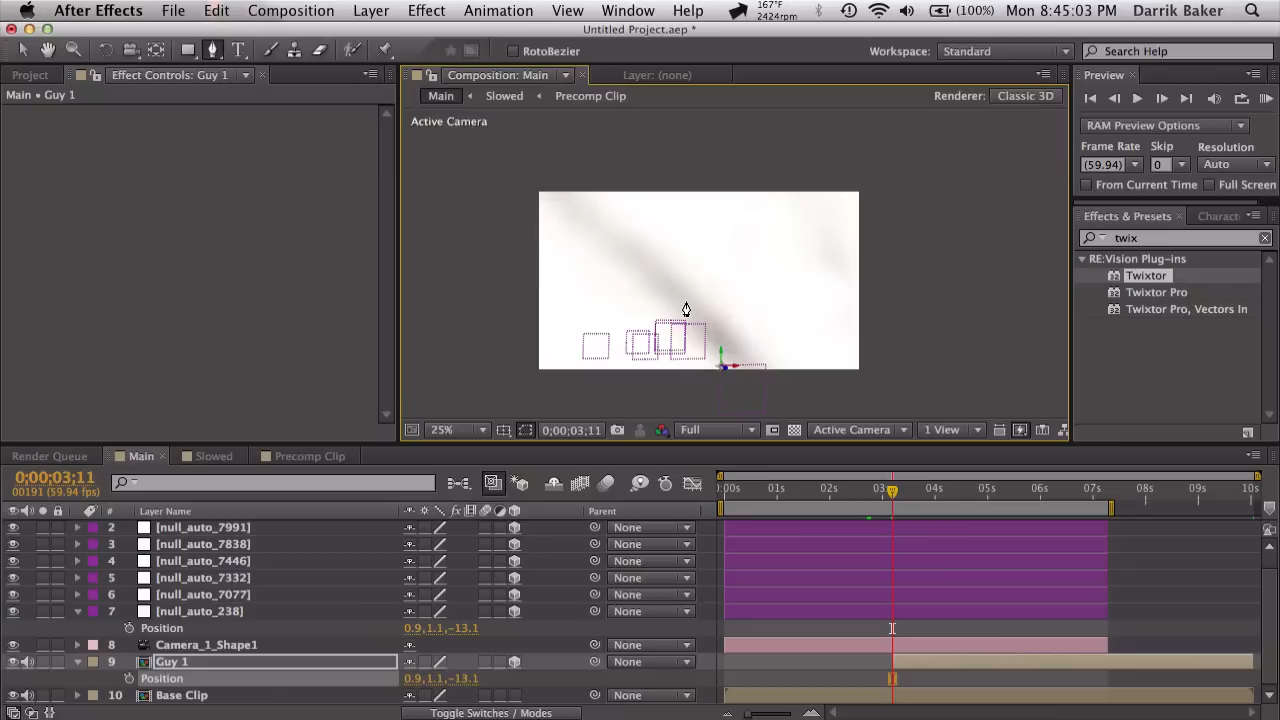 After Effects File Edit Composition Layer Effect Animation View Window Help 167°F 2424rpm (100%) Mon 8:45:03 PM Darrik Baker
Untitled Project.aep *
RotoBezier Workspace: Standard Search Help
Project Effect Controls: Guy 1 Composition: Main Layer: (none) Preview
Main • Guy 1 Main Slowed Precomp Clip Renderer: Classic 3D
Active Camera
RAM Preview Options
Frame Rate Skip Resolution
(59.94) 0 Auto
From Current Time Full Screen
Effects & Presets Charact
twix
RE:Vision Plug-ins
Twixtor
Twixtor Pro
Twixtor Pro, Vectors In
25% 0;00;03;11 Full Active Camera 1 View
Render Queue Main Slowed Precomp Clip
0;00;03;11
00191 (59.94 fps)
:00s 01s 02s 03s 04s 05s 06s 07s 08s 09s 10s
# Layer Name fx Parent
2 [null_auto_7991] None
3 [null_auto_7838] None
4 [null_auto_7446] None
5 [null_auto_7332] None
6 [null_auto_7077] None
7 [null_auto_238] None
Position 0.9,1.1,-13.1
8 Camera_1_Shape1 None
9 Guy 1 None
Position 0.9,1.1,-13.1
10 Base Clip None
Toggle Switches / Modes